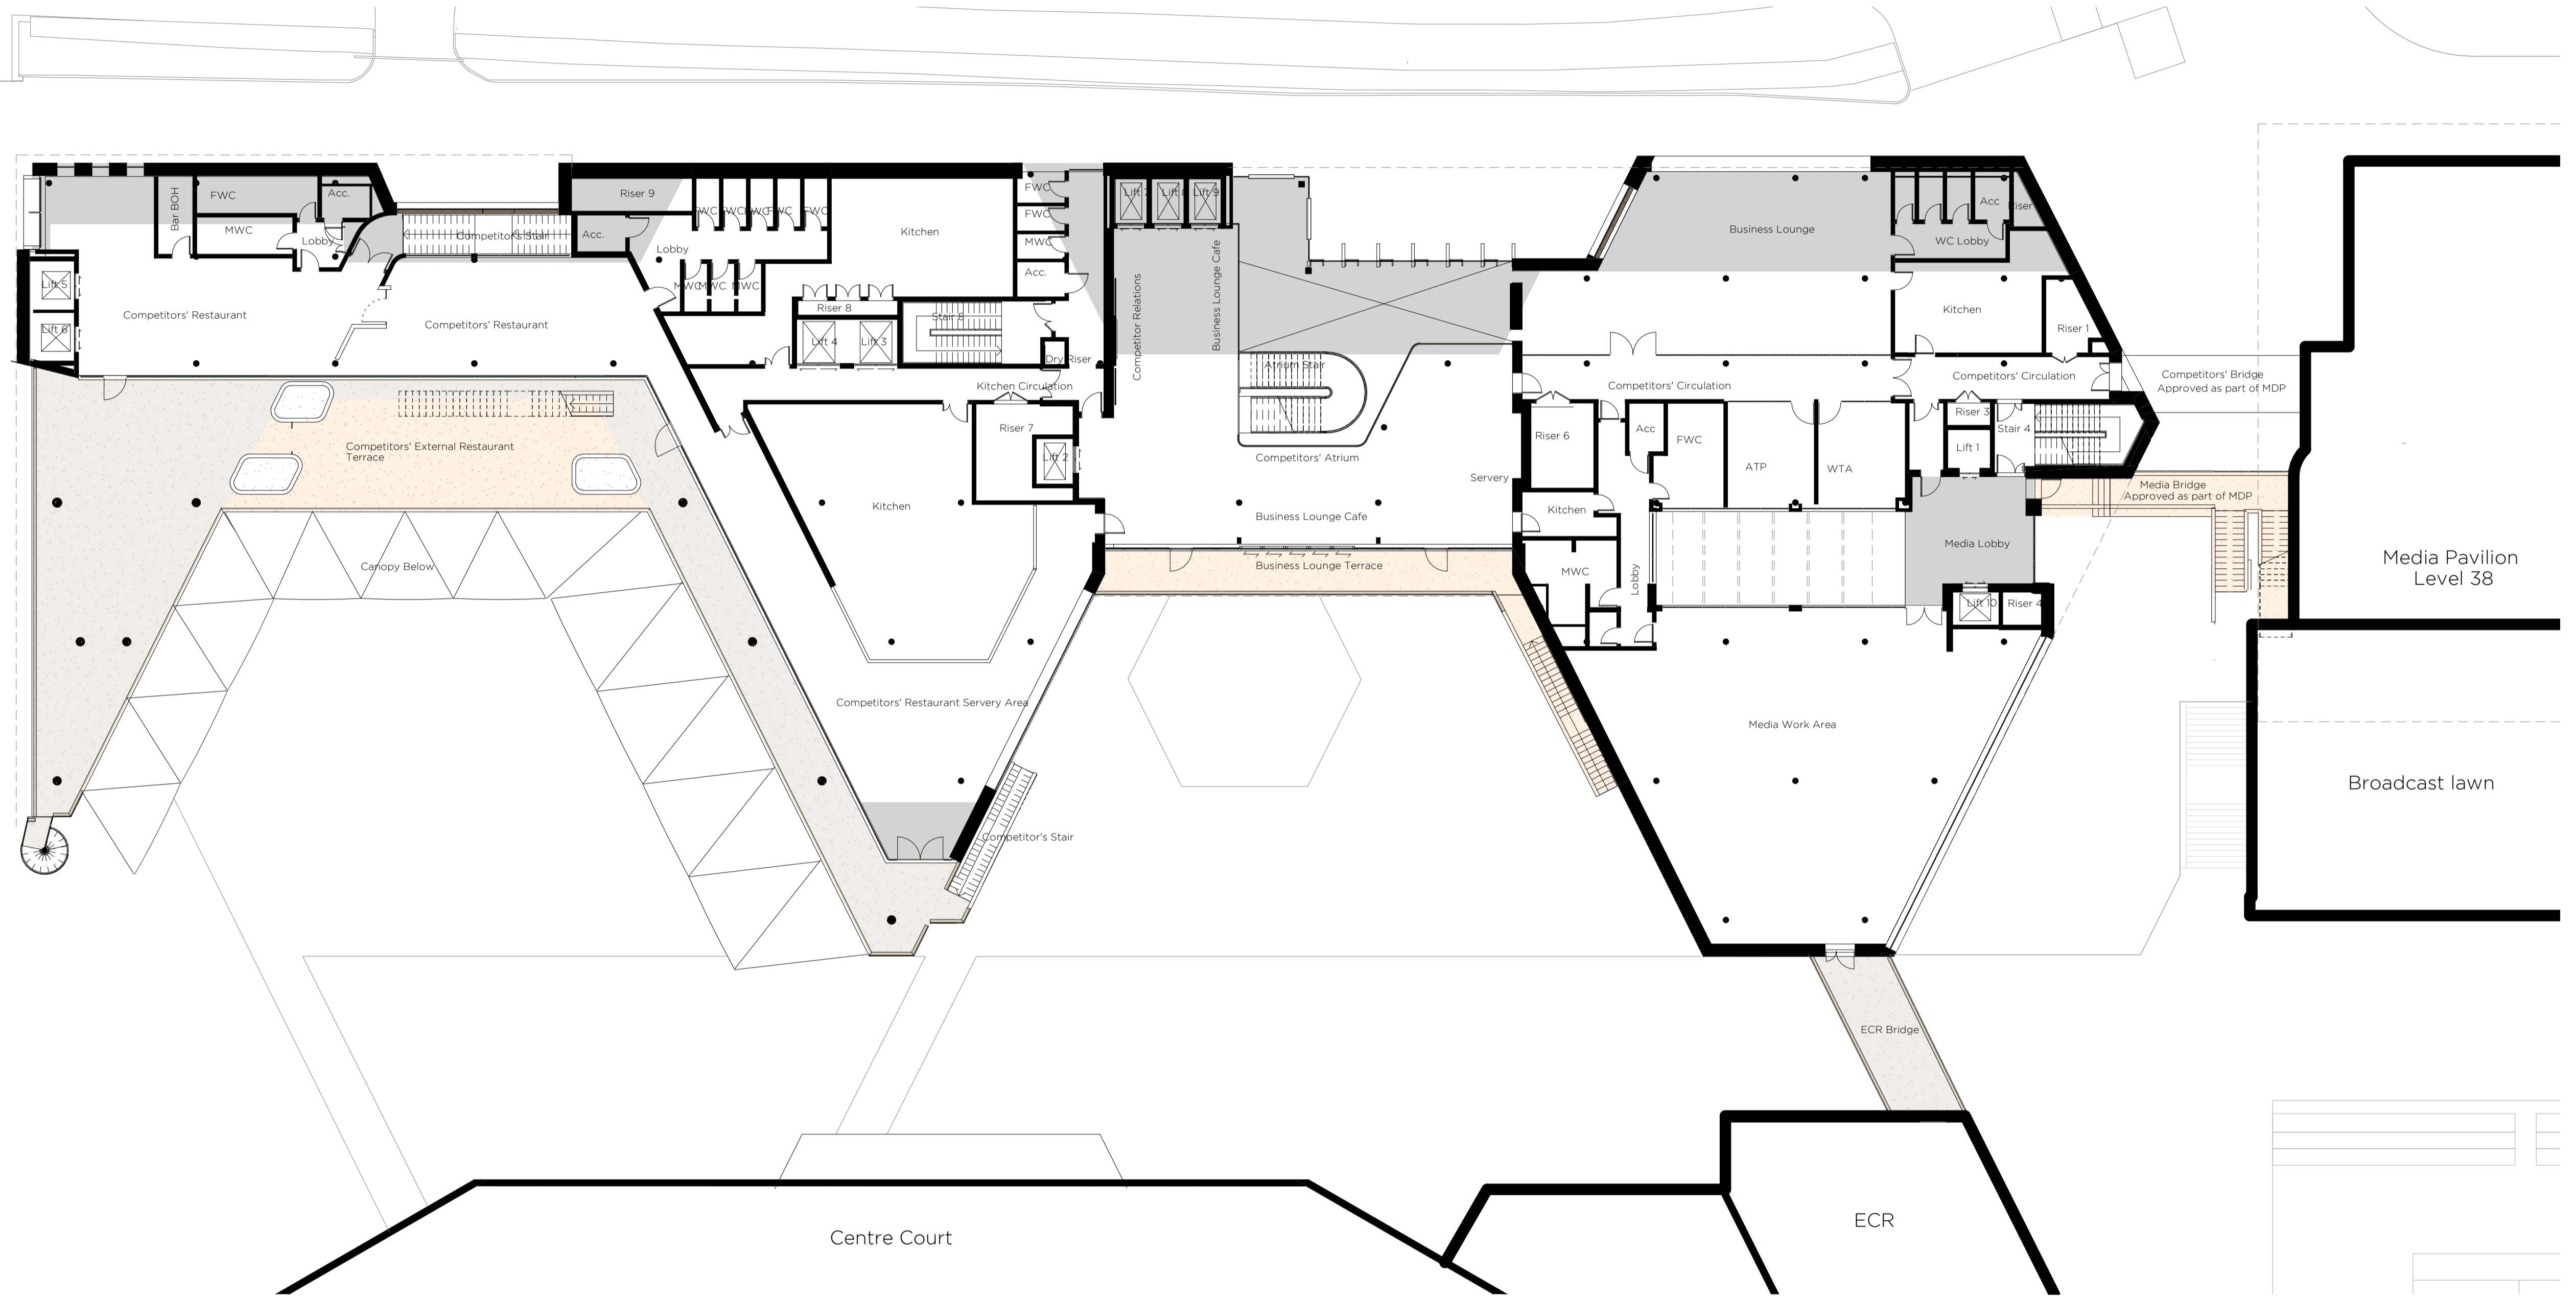 Bar BOH
FWC
Acc.
MWC
Lobby
Competitor's Stair
Riser 9
Acc.
Lobby
FWC
FWC
FWC
FWC
FWC
MWC
MWC
MWC
Kitchen
FWC
FWC
MWC
Acc.
Lift 5
Lift 6
Competitors' Restaurant
Competitors' Restaurant
Riser 8
Lift 4
Lift 3
Stair 8
Dry Riser
Kitchen Circulation
Lift 7
Lift 8
Lift 9
Competitor Relations
Business Lounge Cafe
Atrium Stair
Competitors' Atrium
Servery
Business Lounge Cafe
Business Lounge Terrace
Business Lounge
Acc
Riser
WC Lobby
Kitchen
Riser 1
Competitors' Circulation
Competitors' Circulation
Competitors' Bridge
Approved as part of MDP
Competitors' External Restaurant
Terrace
Canopy Below
Riser 7
Lift 2
Kitchen
Competitors' Restaurant Servery Area
Competitor's Stair
Riser 6
Acc
FWC
ATP
WTA
Riser 3
Lift 1
Stair 4
Media Bridge
Approved as part of MDP
Kitchen
MWC
Lobby
Media Lobby
Lift 10
Riser 4
Media Work Area
Media Pavilion
Level 38
Broadcast lawn
ECR Bridge
Centre Court
ECR